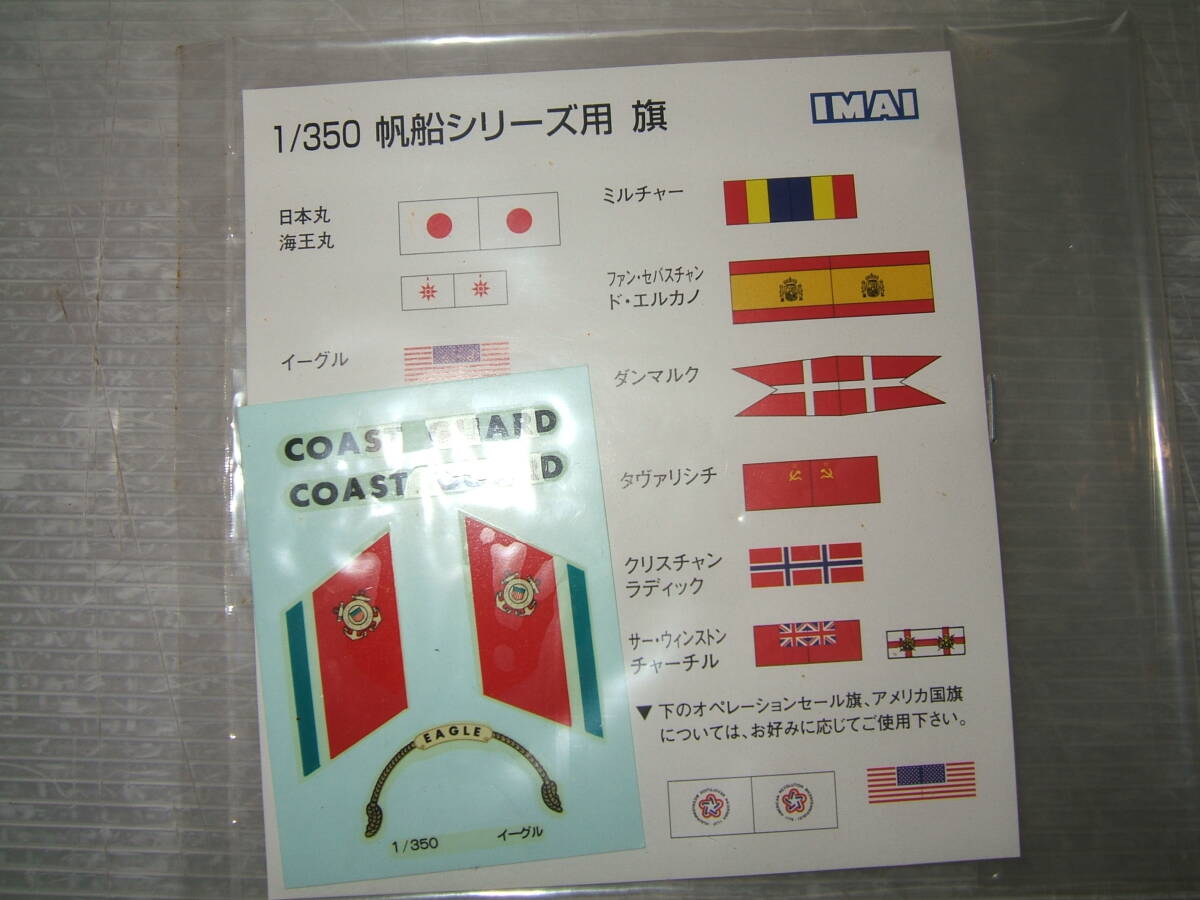 1/350 帆船シリーズ用 旗
IMAI
日本丸
海王丸
イーグル
ミルチャー
ファン・セバスチャン
ド・エルカノ
ダンマルク
タヴァリシチ
クリスチャン
ラディック
サー・ウィンストン
チャーチル
▼下のオペレーションセール旗、アメリカ国旗
については、お好みに応じてご使用下さい。
COAST GUARD
COAST GUARD
EAGLE
1/350 イーグル